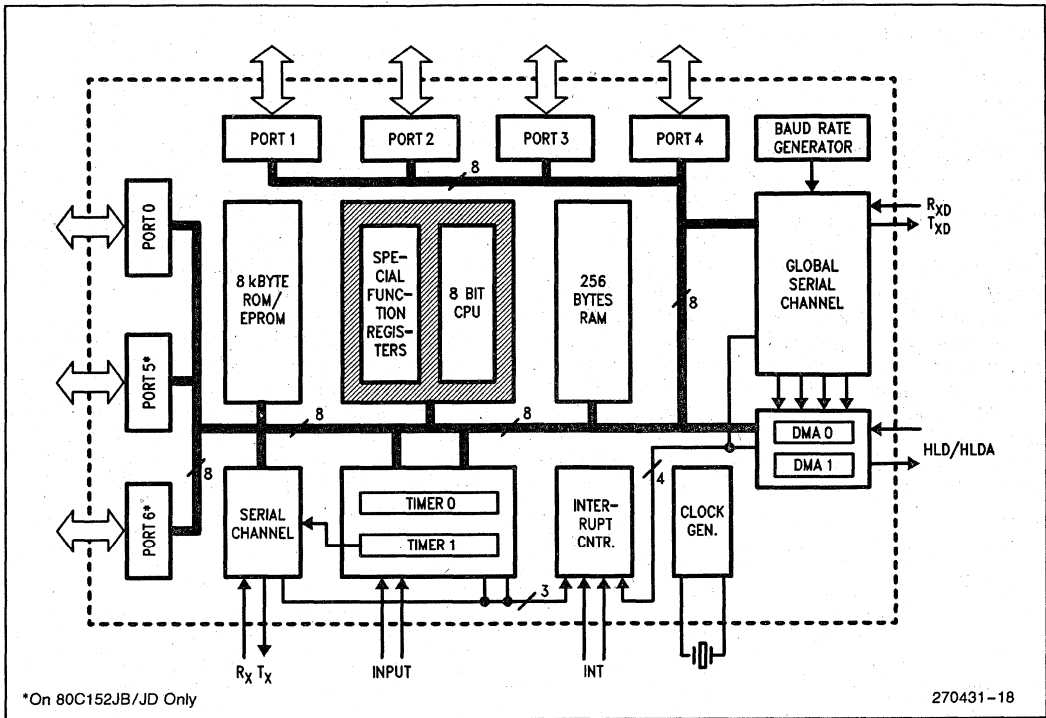 PORT 1
PORT 2
PORT 3
PORT 4
BAUD RATE
GENERATOR
8
PORT 0
8 kBYTE
ROM/
EPROM
SPE-
CIAL
FUNC-
TION
REGIS-
TERS
8 BIT
CPU
256
BYTES
RAM
8
GLOBAL
SERIAL
CHANNEL
RXD
TXD
PORT 5*
8
8
DMA 0
DMA 1
HLD/HLDA
8
4
PORT 6*
SERIAL
CHANNEL
TIMER 0
TIMER 1
INTER-
RUPT
CNTR.
CLOCK
GEN.
3
RX TX
INPUT
INT
*On 80C152JB/JD Only
270431-18